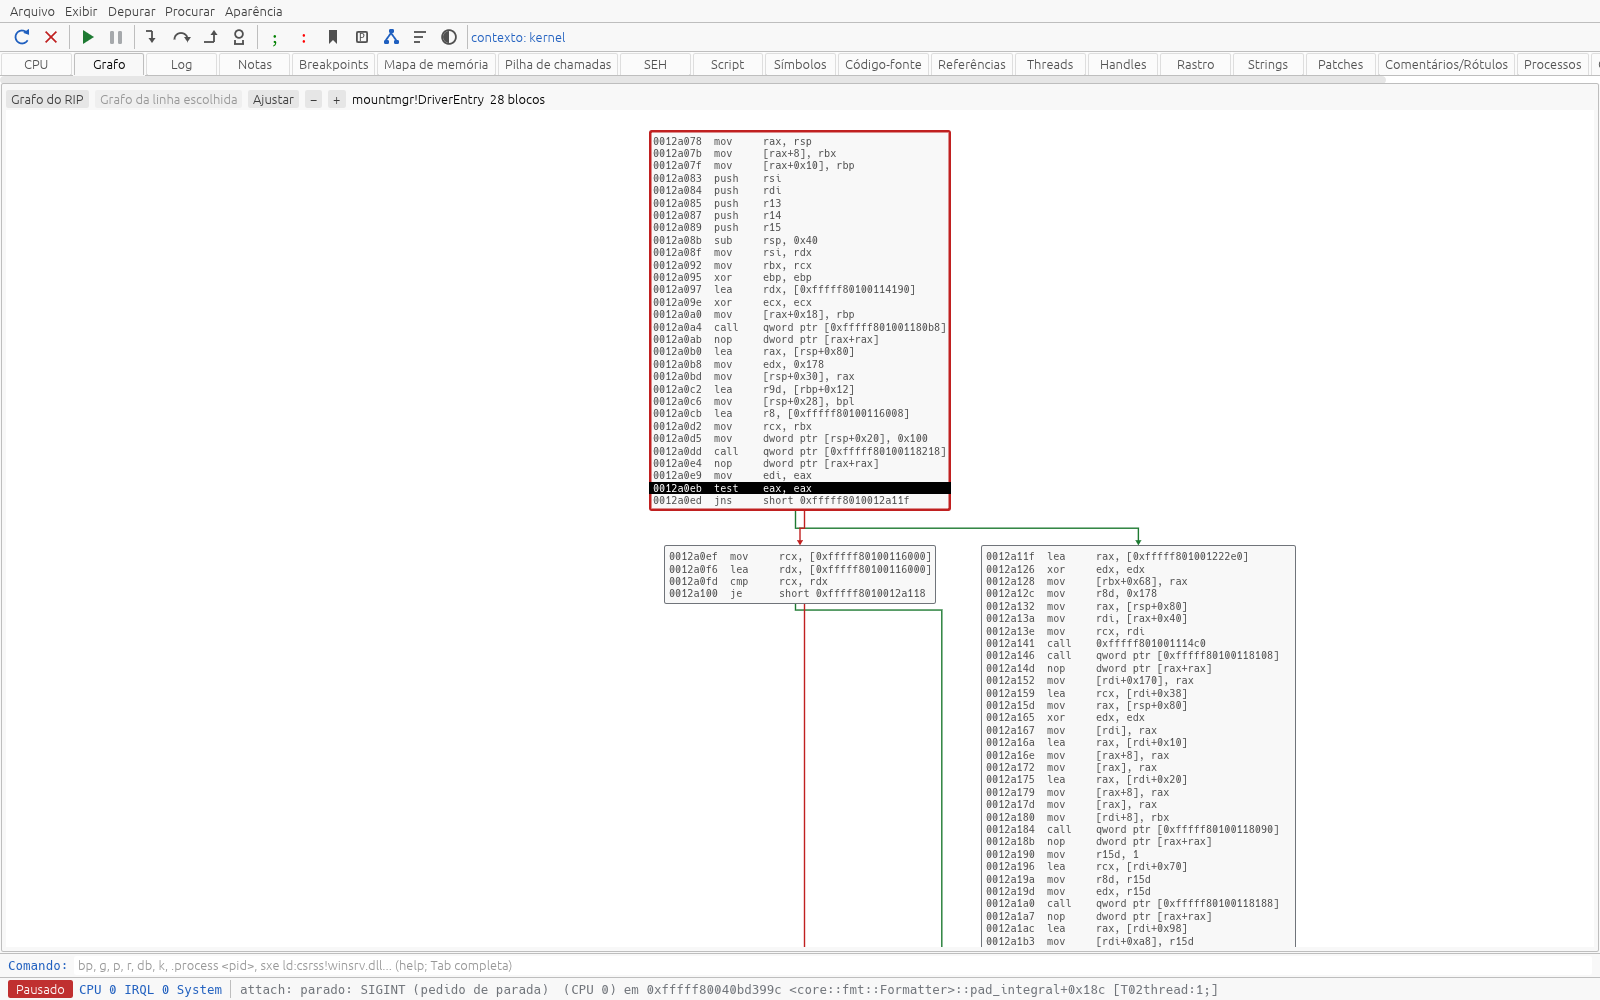 Arquivo Exibir Depurar Procurar Aparência
; : P contexto: kernel
CPU Grafo Log Notas Breakpoints Mapa de memória Pilha de chamadas SEH Script Símbolos Código-fonte Referências Threads Handles Rastro Strings Patches Comentários/Rótulos Processos
Grafo do RIP Grafo da linha escolhida Ajustar − + mountmgr!DriverEntry 28 blocos
0012a078 mov rax, rsp
0012a07b mov [rax+8], rbx
0012a07f mov [rax+0x10], rbp
0012a083 push rsi
0012a084 push rdi
0012a085 push r13
0012a087 push r14
0012a089 push r15
0012a08b sub rsp, 0x40
0012a08f mov rsi, rdx
0012a092 mov rbx, rcx
0012a095 xor ebp, ebp
0012a097 lea rdx, [0xfffff80100114190]
0012a09e xor ecx, ecx
0012a0a0 mov [rax+0x18], rbp
0012a0a4 call qword ptr [0xfffff801001180b8]
0012a0ab nop dword ptr [rax+rax]
0012a0b0 lea rax, [rsp+0x80]
0012a0b8 mov edx, 0x178
0012a0bd mov [rsp+0x30], rax
0012a0c2 lea r9d, [rbp+0x12]
0012a0c6 mov [rsp+0x28], bpl
0012a0cb lea r8, [0xfffff80100116008]
0012a0d2 mov rcx, rbx
0012a0d5 mov dword ptr [rsp+0x20], 0x100
0012a0dd call qword ptr [0xfffff80100118218]
0012a0e4 nop dword ptr [rax+rax]
0012a0e9 mov edi, eax
0012a0eb test eax, eax
0012a0ed jns short 0xfffff8010012a11f
0012a0ef mov rcx, [0xfffff80100116000]
0012a0f6 lea rdx, [0xfffff80100116000]
0012a0fd cmp rcx, rdx
0012a100 je short 0xfffff8010012a118
0012a11f lea rax, [0xfffff801001222e0]
0012a126 xor edx, edx
0012a128 mov [rbx+0x68], rax
0012a12c mov r8d, 0x178
0012a132 mov rax, [rsp+0x80]
0012a13a mov rdi, [rax+0x40]
0012a13e mov rcx, rdi
0012a141 call 0xfffff801001114c0
0012a146 call qword ptr [0xfffff80100118108]
0012a14d nop dword ptr [rax+rax]
0012a152 mov [rdi+0x170], rax
0012a159 lea rcx, [rdi+0x38]
0012a15d mov rax, [rsp+0x80]
0012a165 xor edx, edx
0012a167 mov [rdi], rax
0012a16a lea rax, [rdi+0x10]
0012a16e mov [rax+8], rax
0012a172 mov [rax], rax
0012a175 lea rax, [rdi+0x20]
0012a179 mov [rax+8], rax
0012a17d mov [rax], rax
0012a180 mov [rdi+8], rbx
0012a184 call qword ptr [0xfffff80100118090]
0012a18b nop dword ptr [rax+rax]
0012a190 mov r15d, 1
0012a196 lea rcx, [rdi+0x70]
0012a19a mov r8d, r15d
0012a19d mov edx, r15d
0012a1a0 call qword ptr [0xfffff80100118188]
0012a1a7 nop dword ptr [rax+rax]
0012a1ac lea rax, [rdi+0x98]
0012a1b3 mov [rdi+0xa8], r15d
Comando: bp, g, p, r, db, k, .process <pid>, sxe ld:csrss!winsrv.dll... (help; Tab completa)
Pausado CPU 0 IRQL 0 System attach: parado: SIGINT (pedido de parada) (CPU 0) em 0xfffff80040bd399c <core::fmt::Formatter>::pad_integral+0x18c [T02thread:1;]